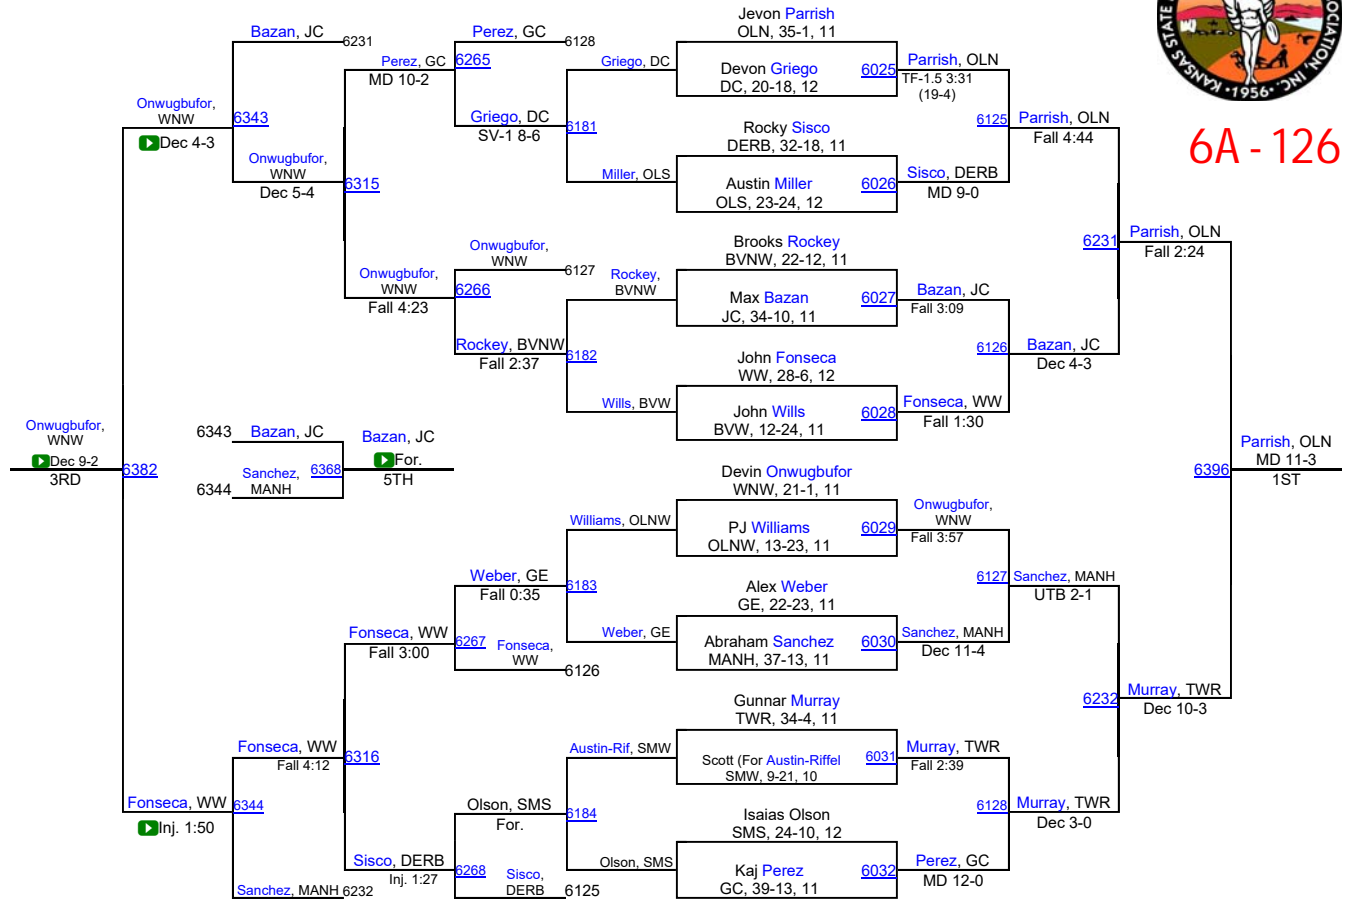 Bazan, JC
6231
Perez, GC
MD 10-2
6265
Perez, GC
6128
Griego, DC
Griego, DC
SV-1 8-6
6181
Miller, OLS
Onwugbufor,
WNW
Dec 4-3
6343
Onwugbufor,
WNW
Dec 5-4
6315
Onwugbufor,
WNW
Fall 4:23
6266
Onwugbufor,
WNW
6127
Rockey,
BVNW
Rockey, BVNW
Fall 2:37
6182
Wills, BVW
Jevon Parrish
OLN, 35-1, 11
Devon Griego
DC, 20-18, 12
6025
Parrish, OLN
TF-1.5 3:31
(19-4)
Rocky Sisco
DERB, 32-18, 11
Austin Miller
OLS, 23-24, 12
6026
Sisco, DERB
MD 9-0
6125
Parrish, OLN
Fall 4:44
Brooks Rockey
BVNW, 22-12, 11
Max Bazan
JC, 34-10, 11
6027
Bazan, JC
Fall 3:09
John Fonseca
WW, 28-6, 12
John Wills
BVW, 12-24, 11
6028
Fonseca, WW
Fall 1:30
6126
Bazan, JC
Dec 4-3
6231
Parrish, OLN
Fall 2:24
KANSAS STATE
OCIATION, INC.
·1956·
6A - 126
Onwugbufor,
WNW
Dec 9-2
3RD
6382
6343
Bazan, JC
Sanchez,
MANH
6344
6368
Bazan, JC
For.
5TH
Parrish, OLN
MD 11-3
1ST
6396
Devin Onwugbufor
WNW, 21-1, 11
PJ Williams
OLNW, 13-23, 11
6029
Onwugbufor,
WNW
Fall 3:57
Williams, OLNW
Weber, GE
Fall 0:35
6183
Weber, GE
Alex Weber
GE, 22-23, 11
Abraham Sanchez
MANH, 37-13, 11
6030
Sanchez, MANH
Dec 11-4
6127
Sanchez, MANH
UTB 2-1
Fonseca, WW
Fall 3:00
6267
Fonseca,
WW
6126
Gunnar Murray
TWR, 34-4, 11
Scott (For Austin-Riffel
SMW, 9-21, 10
6031
Murray, TWR
Fall 2:39
6232
Murray, TWR
Dec 10-3
Fonseca, WW
Fall 4:12
6316
Austin-Rif, SMW
Olson, SMS
For.
6184
Olson, SMS
Isaias Olson
SMS, 24-10, 12
Kaj Perez
GC, 39-13, 11
6032
Perez, GC
MD 12-0
6128
Murray, TWR
Dec 3-0
Fonseca, WW
Inj. 1:50
6344
Sisco, DERB
Inj. 1:27
6268
Sisco,
DERB
6125
Sanchez, MANH
6232